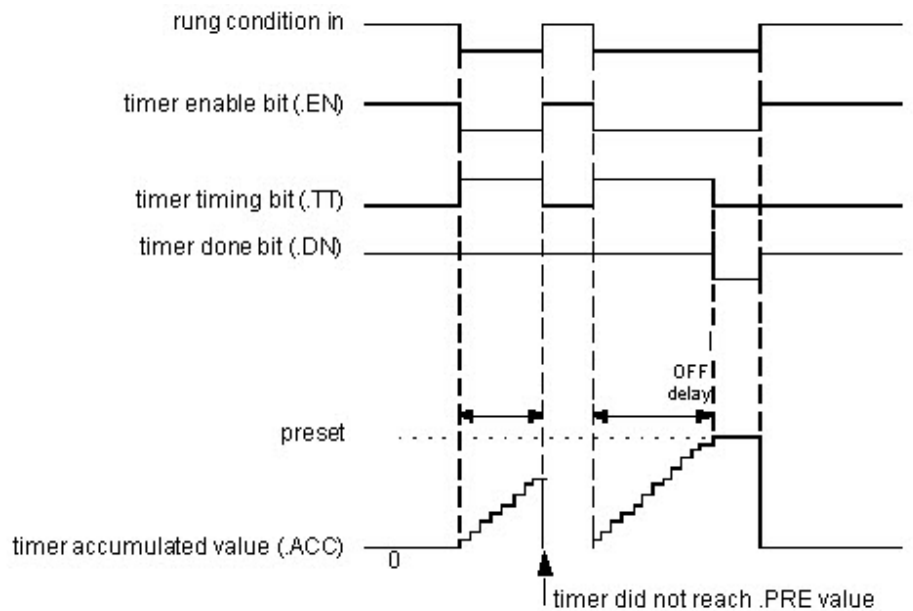 rung condition in
timer enable bit (.EN)
timer timing bit (.TT)
timer done bit (.DN)
OFF
delay
preset
timer accumulated value (.ACC)
0
timer did not reach .PRE value